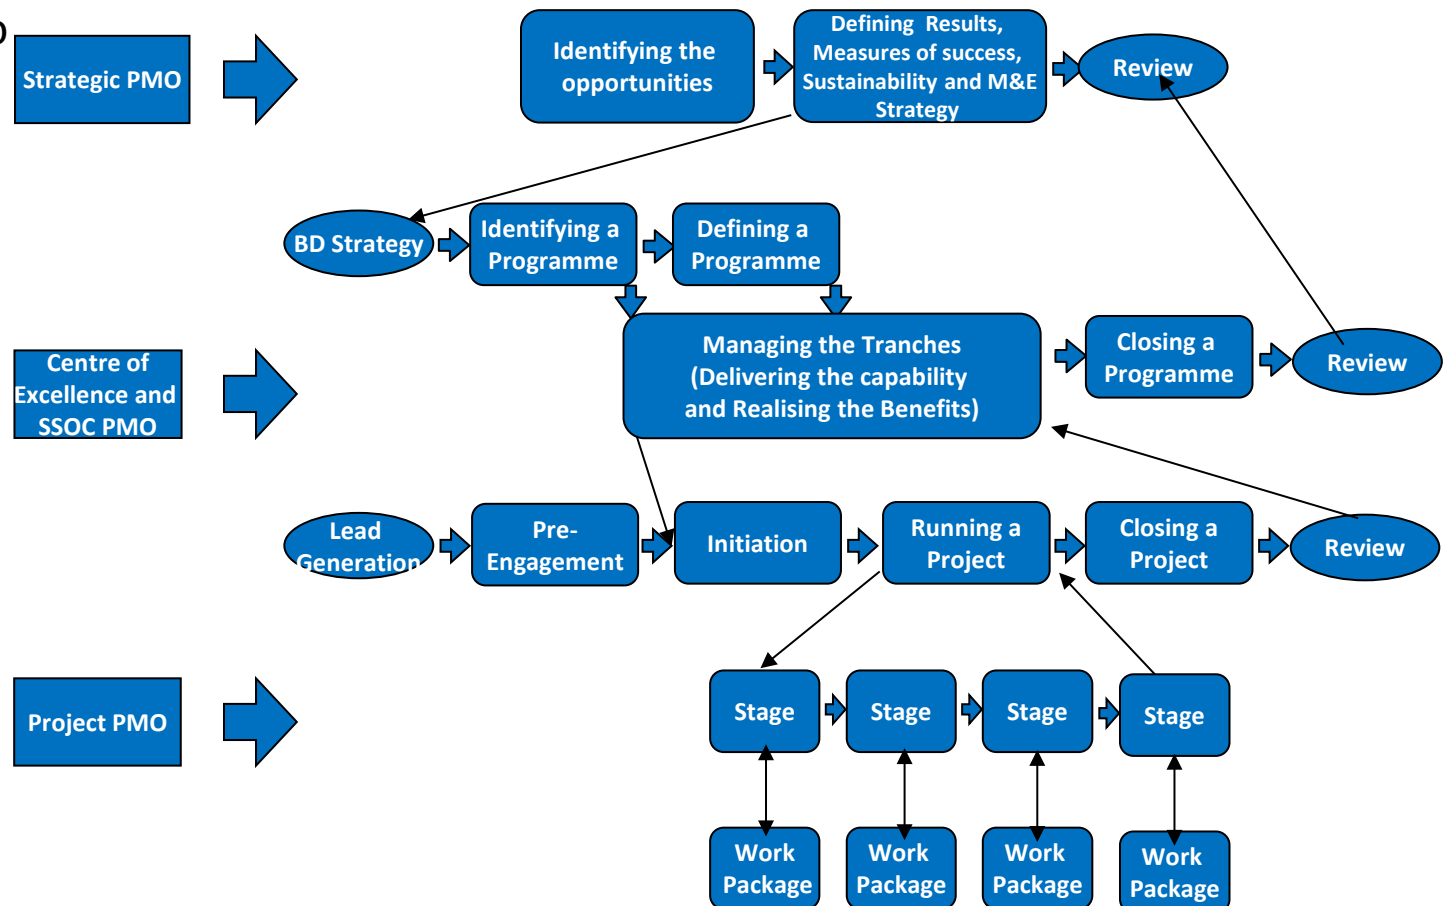 Strategic PMO
Identifying the
opportunities
Defining Results,
Measures of success,
Sustainability and M&E
Strategy
Review
BD Strategy
Identifying a
Programme
Defining a
Programme
Centre of
Excellence and
SSOC PMO
Managing the Tranches
(Delivering the capability
and Realising the Benefits)
Closing a
Programme
Review
Lead
Generation
Pre-
Engagement
Initiation
Running a
Project
Closing a
Project
Review
Project PMO
Stage
Stage
Stage
Stage
Work
Package
Work
Package
Work
Package
Work
Package